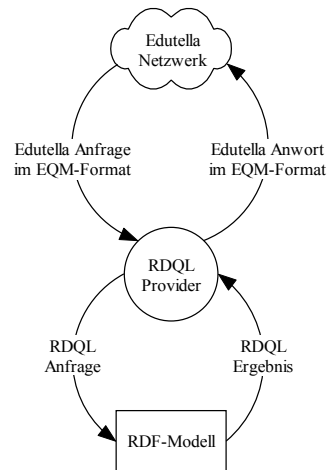 Edutella
Netzwerk
Edutella Anfrage
im EQM-Format
Edutella Anwort
im EQM-Format
RDQL
Provider
RDQL
Anfrage
RDQL
Ergebnis
RDF-Modell